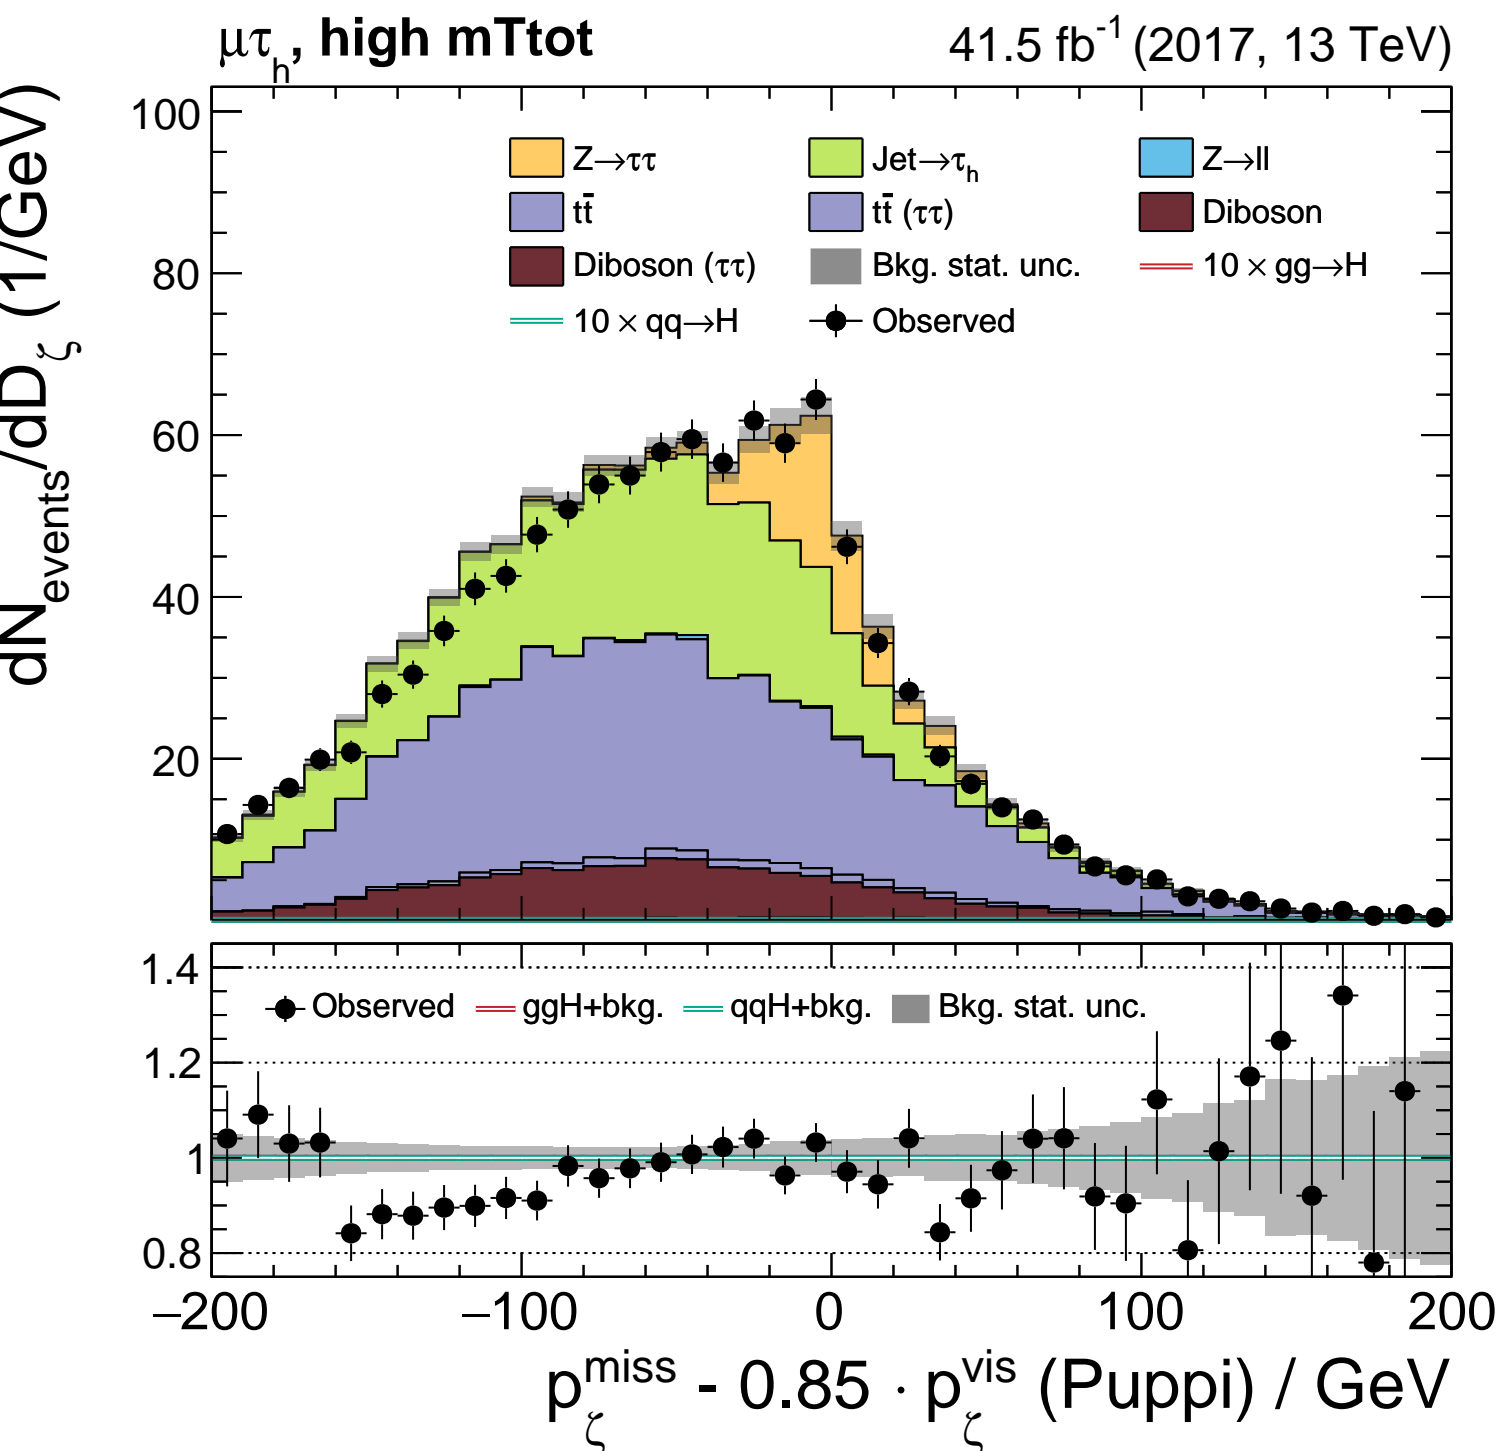 μτh, high mTtot
41.5 fb-1 (2017, 13 TeV)
dNevents/dDζ (1/GeV)
100
80
60
40
20
Z→ττ
Jet→τh
Z→ll
tt̄
tt̄ (ττ)
Diboson
Diboson (ττ)
Bkg. stat. unc.
10 × gg→H
10 × qq→H
Observed
1.4
1.2
1
0.8
Observed
ggH+bkg.
qqH+bkg.
Bkg. stat. unc.
−200
−100
0
100
200
pζmiss - 0.85 · pζvis (Puppi) / GeV